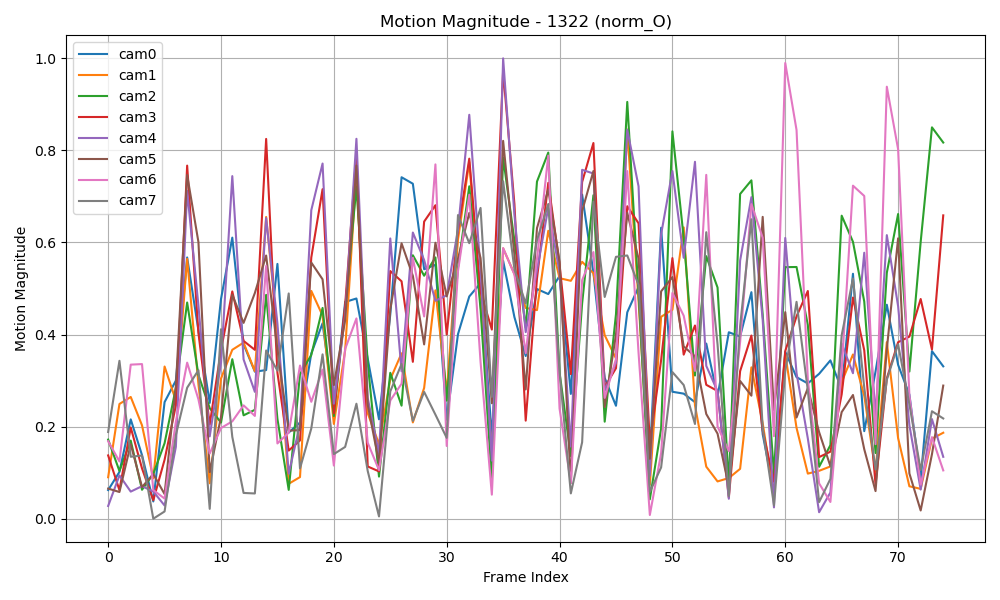 Motion Magnitude - 1322 (norm_O)
cam0
cam1
cam2
cam3
cam4
cam5
cam6
cam7
Motion Magnitude
1.0
0.8
0.6
0.4
0.2
0.0
0 10 20 30 40 50 60 70
Frame Index